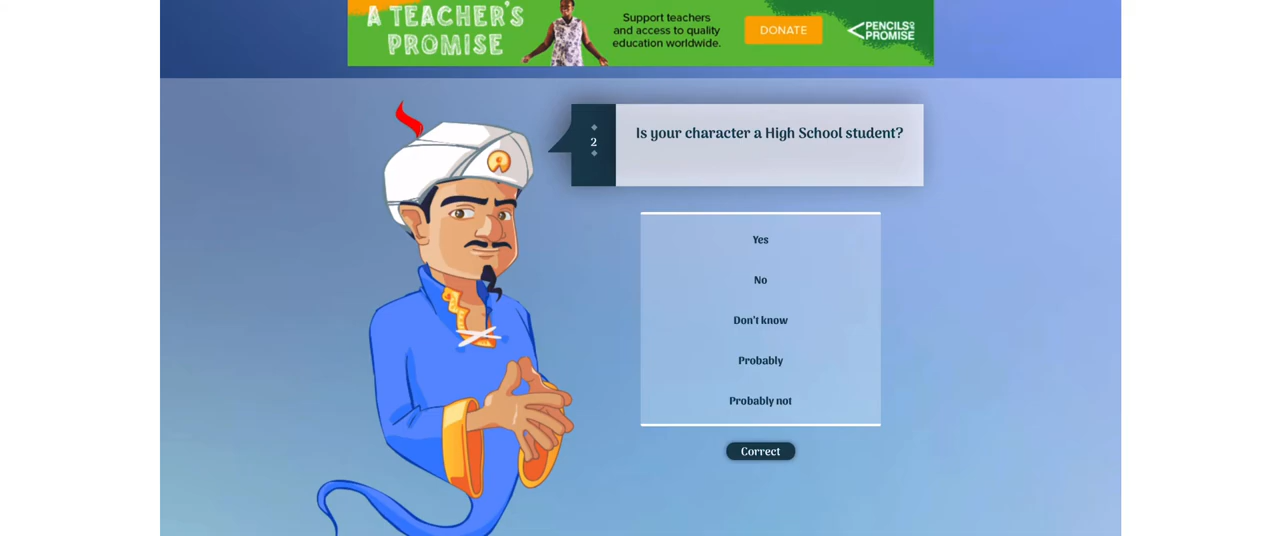 A TEACHER'S
PROMISE
Support teachers
and access to quality
education worldwide.
DONATE
PENCILS OF
PROMISE
2
Is your character a High School student?
Yes
No
Don't know
Probably
Probably not
Correct